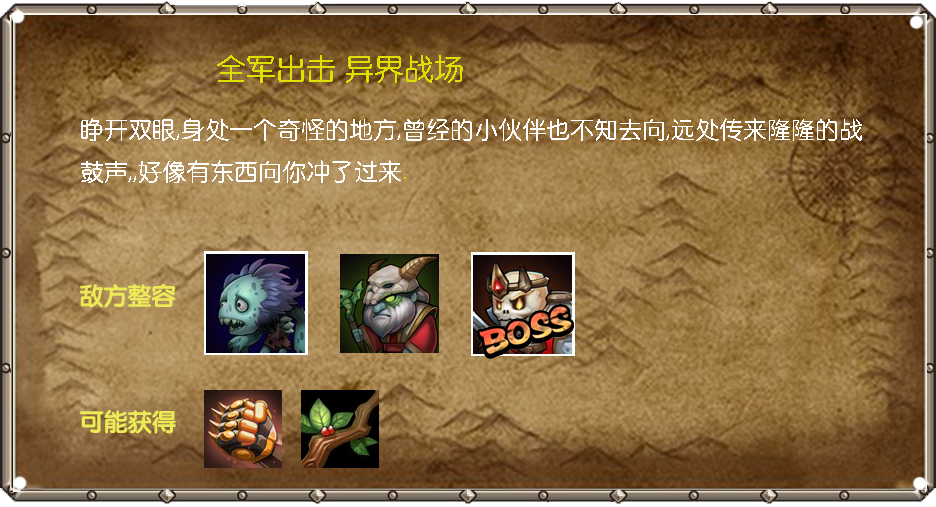 全军出击 异界战场
睁开双眼,身处一个奇怪的地方,曾经的小伙伴也不知去向,远处传来隆隆的战
鼓声,,好像有东西向你冲了过来.
敌方整容
BOSS
可能获得